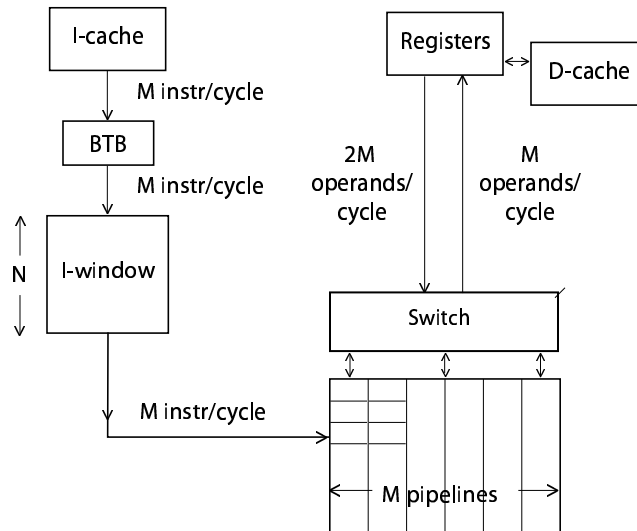 I-cache
M instr/cycle
BTB
M instr/cycle
N
I-window
M instr/cycle
Registers
D-cache
2M
operands/
cycle
M
operands/
cycle
Switch
M pipelines